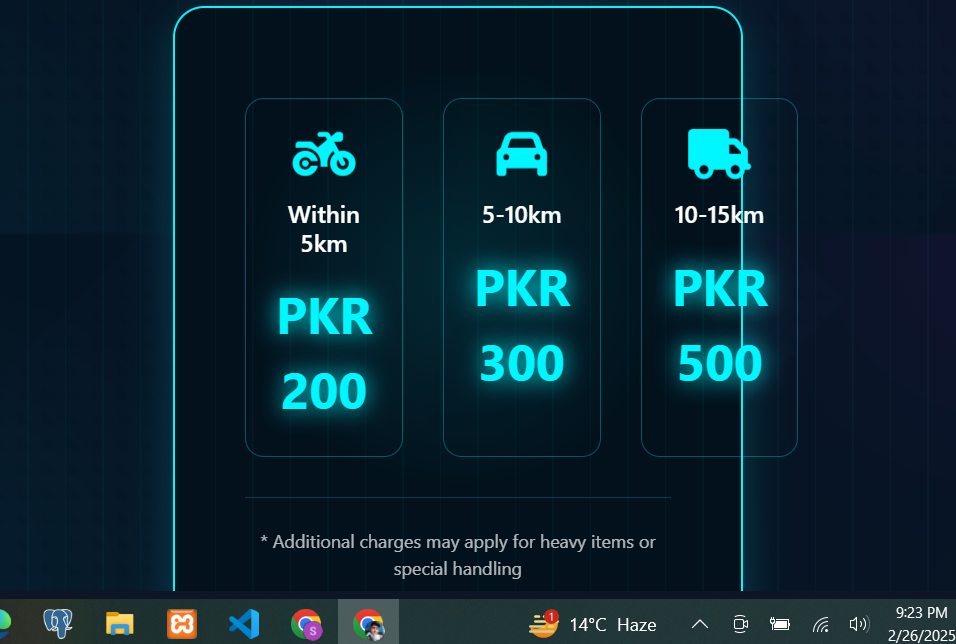 Within
5km
PKR
200
5-10km
PKR
300
10-15km
PKR
500
* Additional charges may apply for heavy items or
special handling
S
1
14°C Haze
9:23 PM
2/26/2025